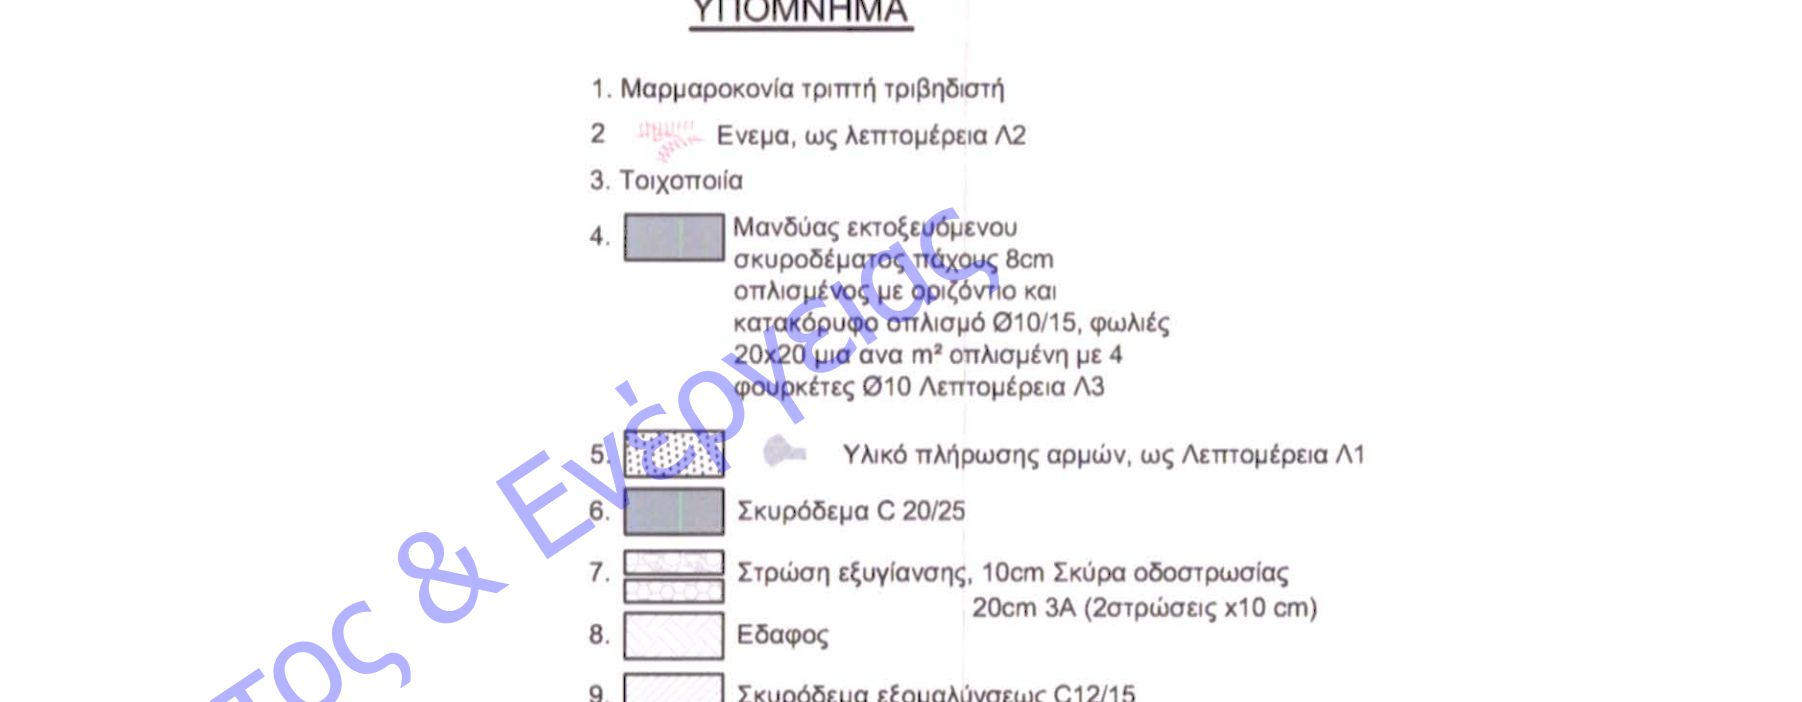 ΥΠΟΜΝΗΜΑ
1. Μαρμαροκονία τριπτή τριβηδιστή
2 Ενεμα, ως λεπτομέρεια Λ2
3. Τοιχοποιία
4. Μανδύας εκτοξευόμενου
σκυροδέματος πάχους 8cm
οπλισμένος με οριζόντιο και
κατακόρυφο οπλισμό Ø10/15, φωλιές
20x20 μια ανα m² οπλισμένη με 4
φουρκέτες Ø10 Λεπτομέρεια Λ3
5. Υλικό πλήρωσης αρμών, ως Λεπτομέρεια Λ1
6. Σκυρόδεμα C 20/25
7. Στρώση εξυγίανσης, 10cm Σκύρα οδοστρωσίας
20cm 3Α (2στρώσεις x10 cm)
8. Εδαφος
9. Σκυρόδεμα εξομαλύνσεως C12/15
τος & Ενέργειας